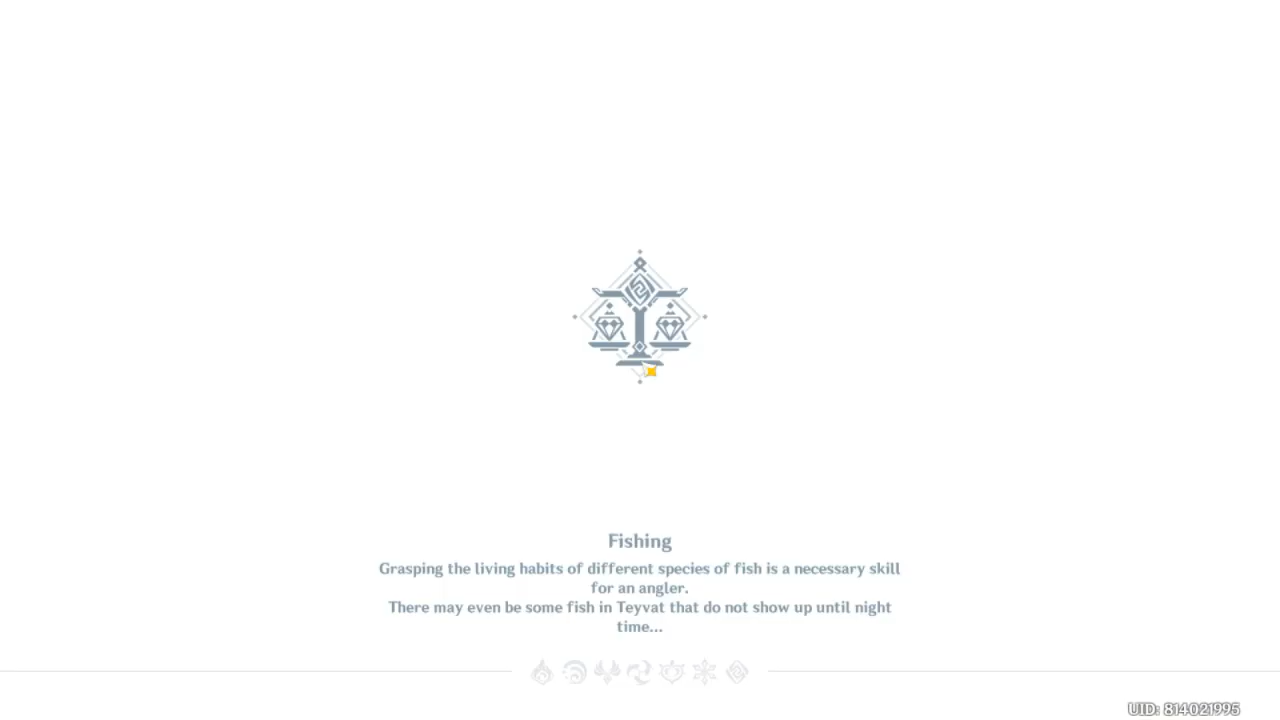 Fishing
Grasping the living habits of different species of fish is a necessary skill
for an angler.
There may even be some fish in Teyvat that do not show up until night
time...
UID: 814021995